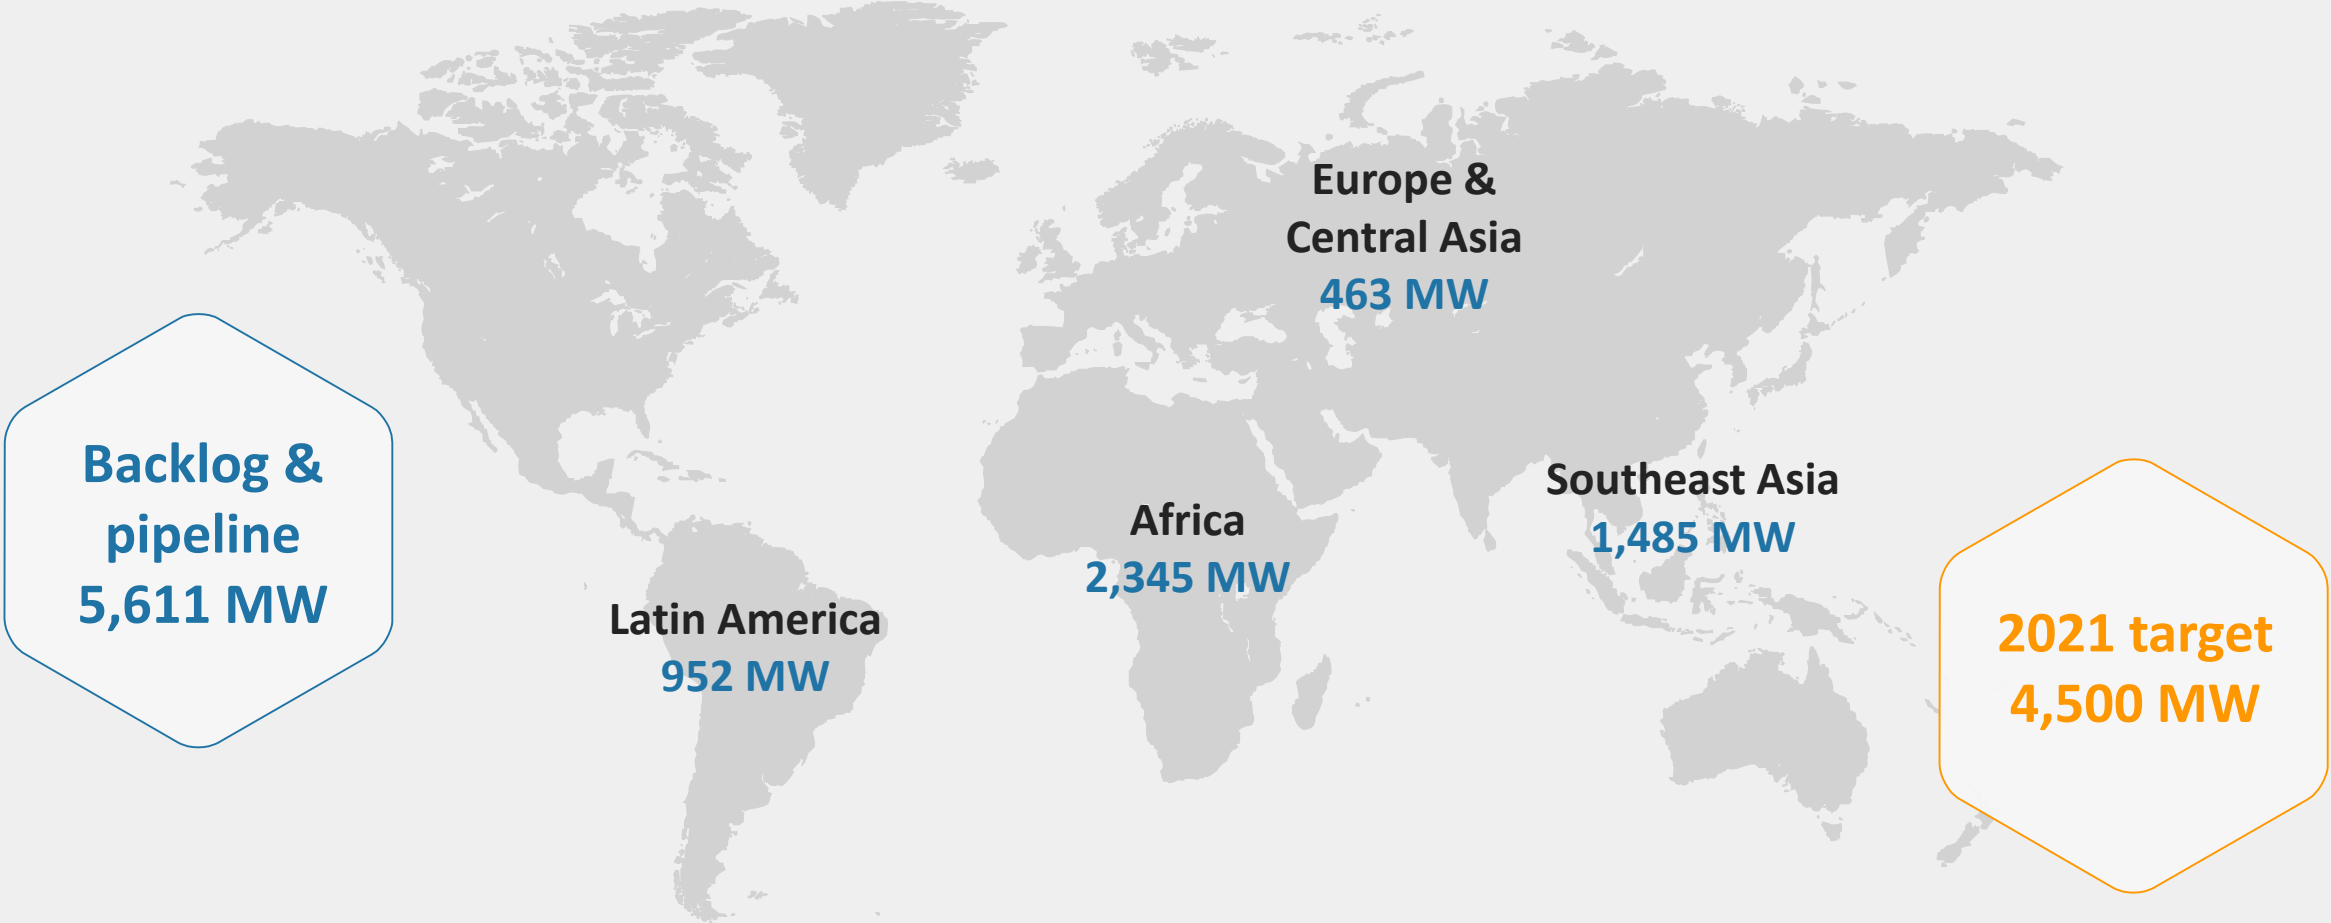 Backlog &
pipeline
5,611 MW
Latin America
952 MW
Africa
2,345 MW
Europe &
Central Asia
463 MW
Southeast Asia
1,485 MW
2021 target
4,500 MW